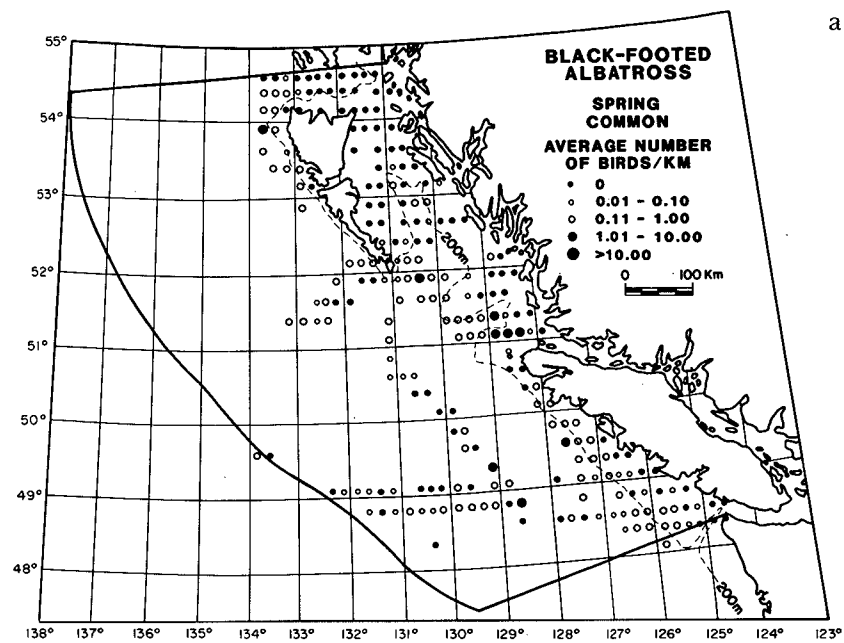 a
BLACK-FOOTED
ALBATROSS
SPRING
COMMON
AVERAGE NUMBER
OF BIRDS/KM
0
0.01 - 0.10
0.11 - 1.00
1.01 - 10.00
>10.00
0 100 Km
55°
54°
53°
52°
51°
50°
49°
48°
200m
200m
138° 137° 136° 135° 134° 133° 132° 131° 130° 129° 128° 127° 126° 125° 124° 123°